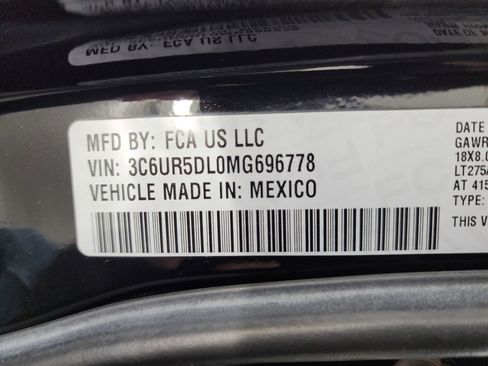 MFD BY: FCA US LLC
VIN: 3C6UR5DL0MG696778
VEHICLE MADE IN: MEXICO
DATE O
GAWR
18X8.0
LT275/
AT 415
TYPE:
THIS V